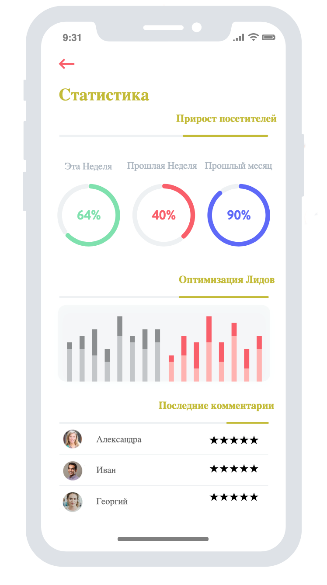 9:31
Статистика
Прирост посетителей
Эта Неделя Прошлая Неделя Прошлый месяц
64% 40% 90%
Оптимизация Лидов
Последние комментарии
Александра ★★★★★
Иван ★★★★★
Георгий ★★★★★